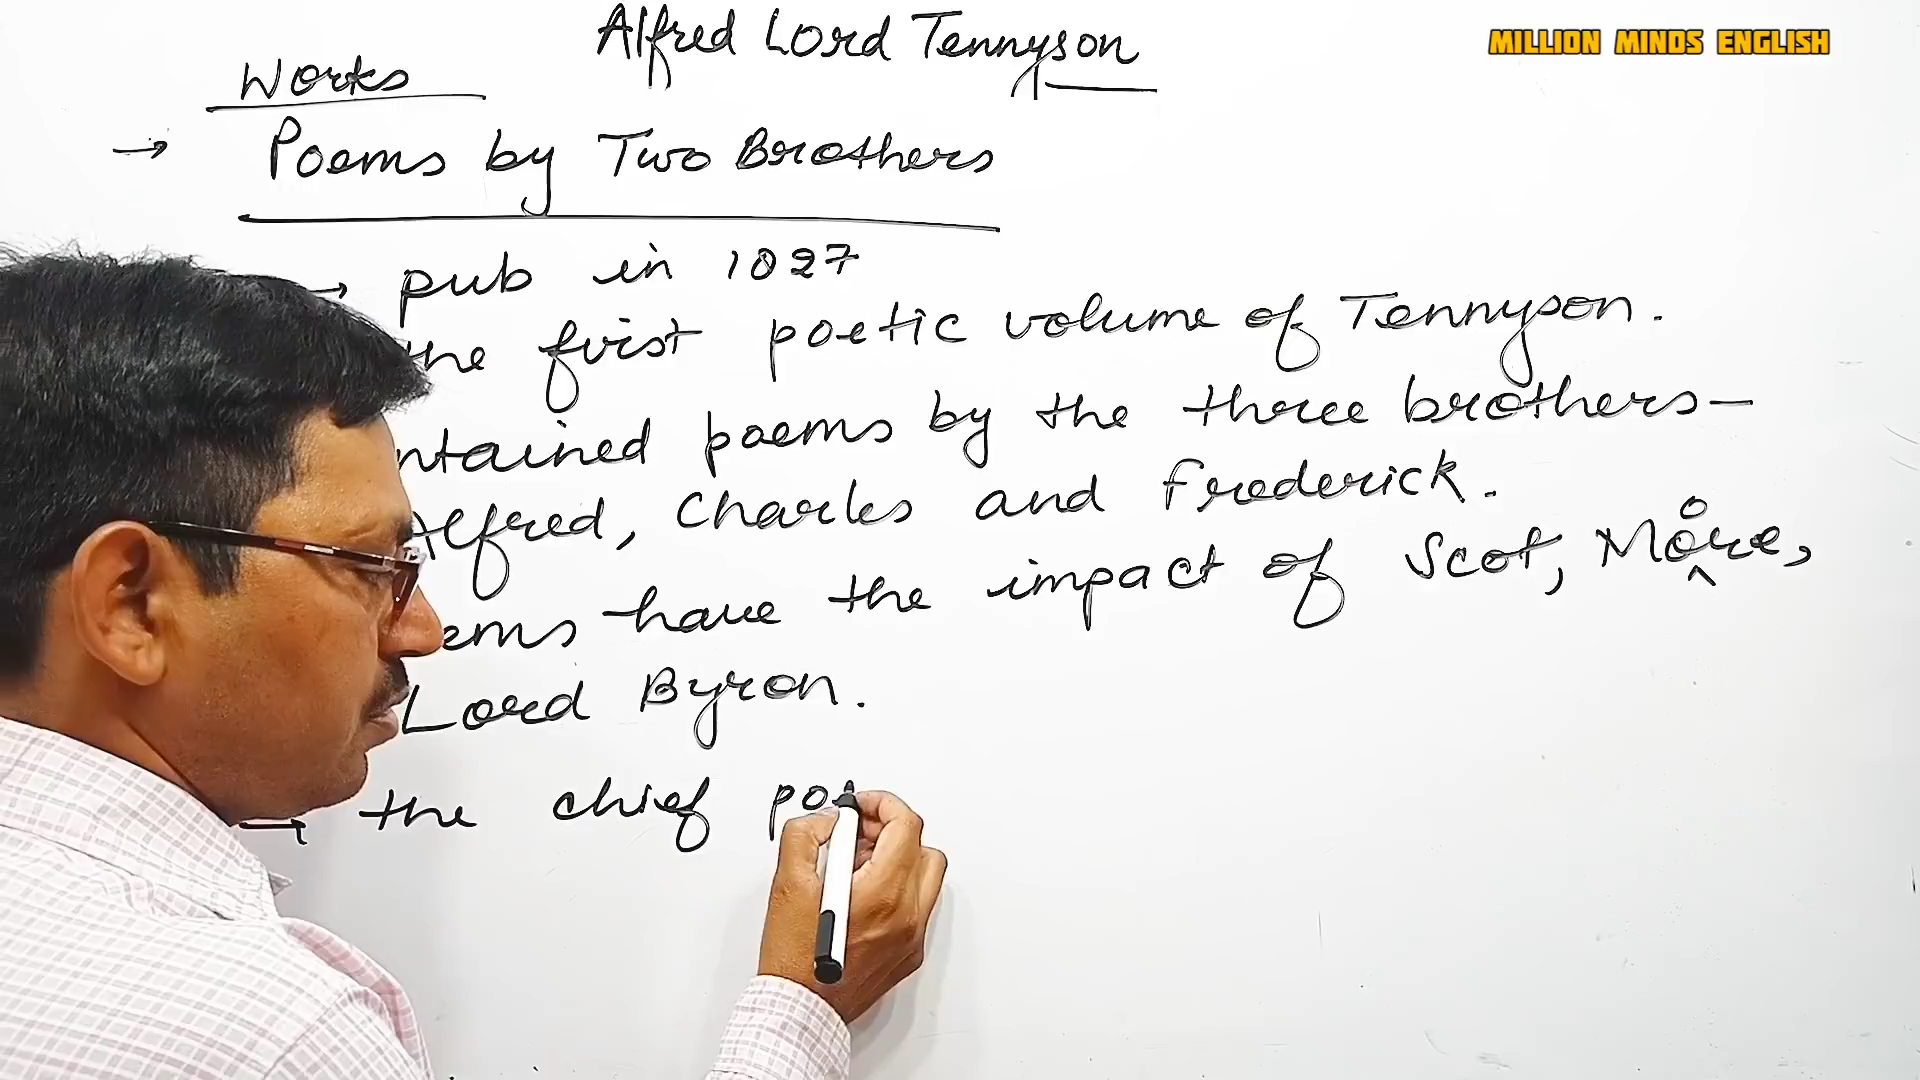 Alfred Lord Tennyson
MILLION MINDS ENGLISH
Works
→ Poems by Two Brothers
→ pub in 1827
the first poetic volume of Tennyson.
ntained poems by the three brothers—
Alfred, Charles and Frederick.
ems have the impact of Scot, Moore,
Lord Byron.
→ the chief po